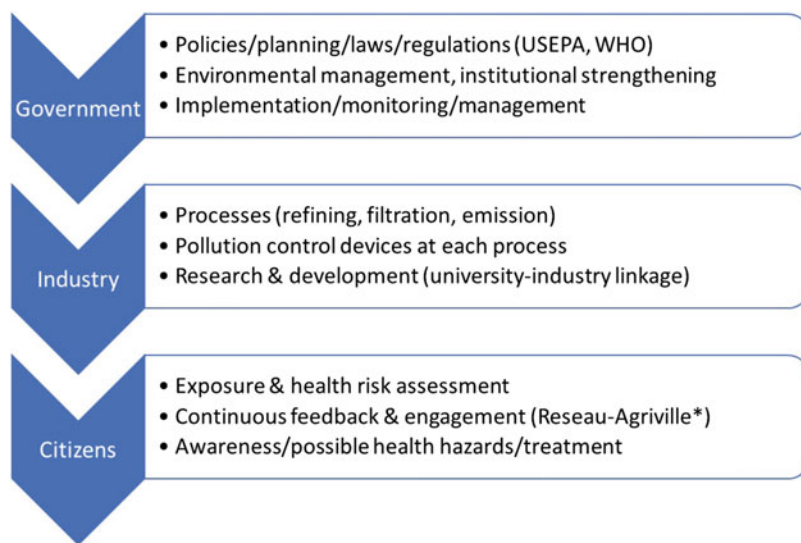 Government
• Policies/planning/laws/regulations (USEPA, WHO)
• Environmental management, institutional strengthening
• Implementation/monitoring/management
Industry
• Processes (refining, filtration, emission)
• Pollution control devices at each process
• Research & development (university-industry linkage)
Citizens
• Exposure & health risk assessment
• Continuous feedback & engagement (Reseau-Agriville*)
• Awareness/possible health hazards/treatment